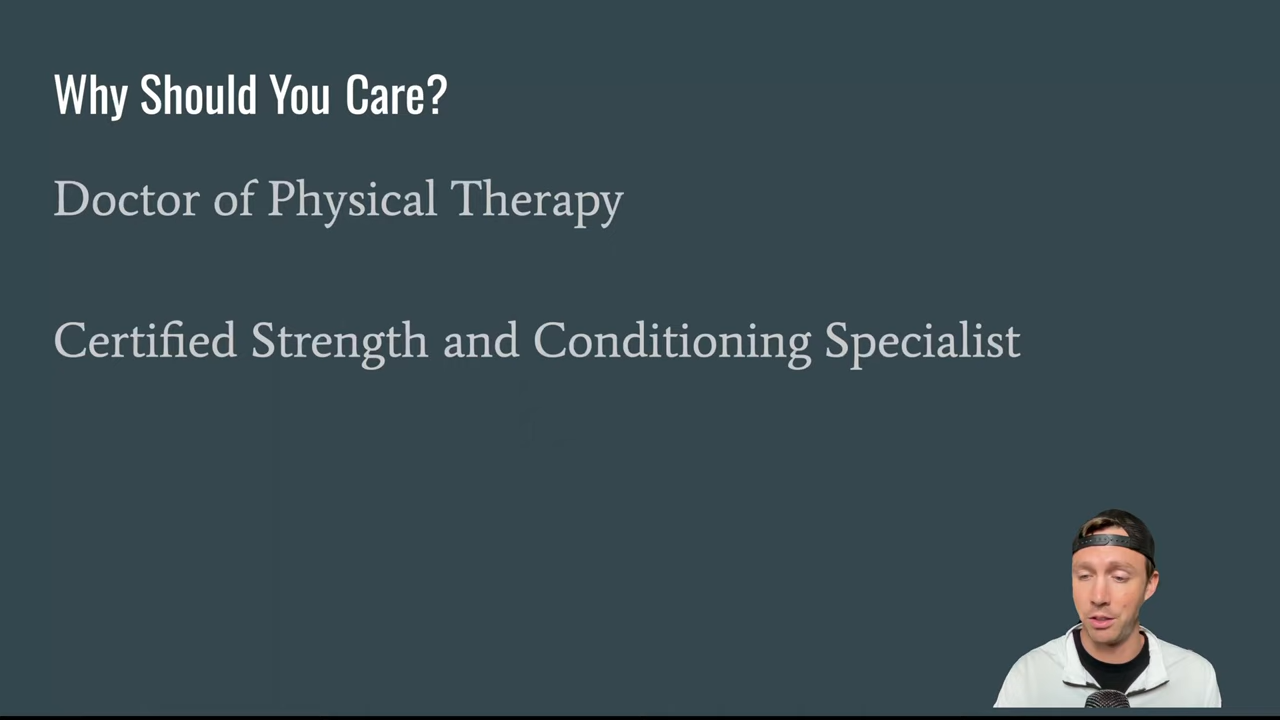 Why Should You Care?
Doctor of Physical Therapy
Certified Strength and Conditioning Specialist